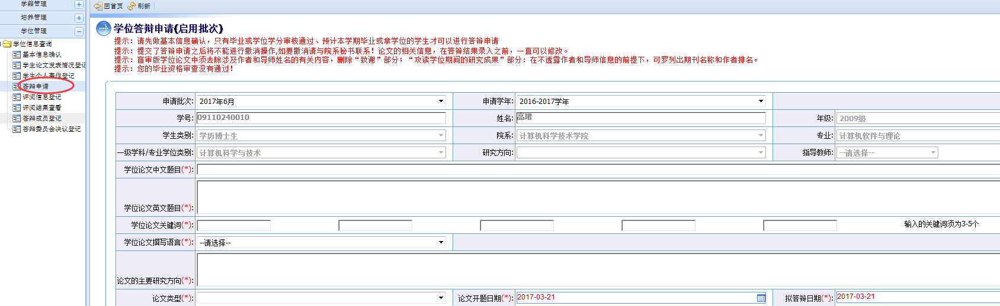 学籍管理
培养管理
学位管理
学位信息查询
基本信息确认
学生论文发表情况登记
学生个人著作登记
答辩申请
评阅信息登记
评阅结果查看
答辩成员登记
答辩委员会决议登记
回首页 刷新
学位答辩申请(启用批次)
提示：请先做基本信息确认，只有毕业或学位学分审核通过、预计本学期毕业或拿学位的学生才可以进行答辩申请
提示：提交了答辩申请之后将不能进行撤消操作,如要撤消请与院系秘书联系！论文的相关信息，在答辩结果录入之前，一直可以修改。
提示：盲审版学位论文中须去除涉及作者和导师姓名的有关内容，删除“致谢”部分；“攻读学位期间的研究成果”部分：在不透露作者和导师信息的前提下，可罗列出期刊名称和作者排名。
提示：您的毕业资格审查没有通过！
申请批次: 2017年6月 申请学年: 2016-2017学年
学号: 09110240010 姓名: 高珺 年级: 2009级
学生类别: 学历博士生 院系: 计算机科学技术学院 专业: 计算机软件与理论
一级学科/专业学位类别: 计算机科学与技术 研究方向: 指导教师: --请选择--
学位论文中文题目(*):
学位论文英文题目(*):
学位论文关键词(*): 输入的关键词须为3-5个
学位论文撰写语言(*): --请选择--
论文的主要研究方向(*):
论文类型(*): 论文开题日期(*): 2017-03-21 拟答辩日期(*): 2017-03-21